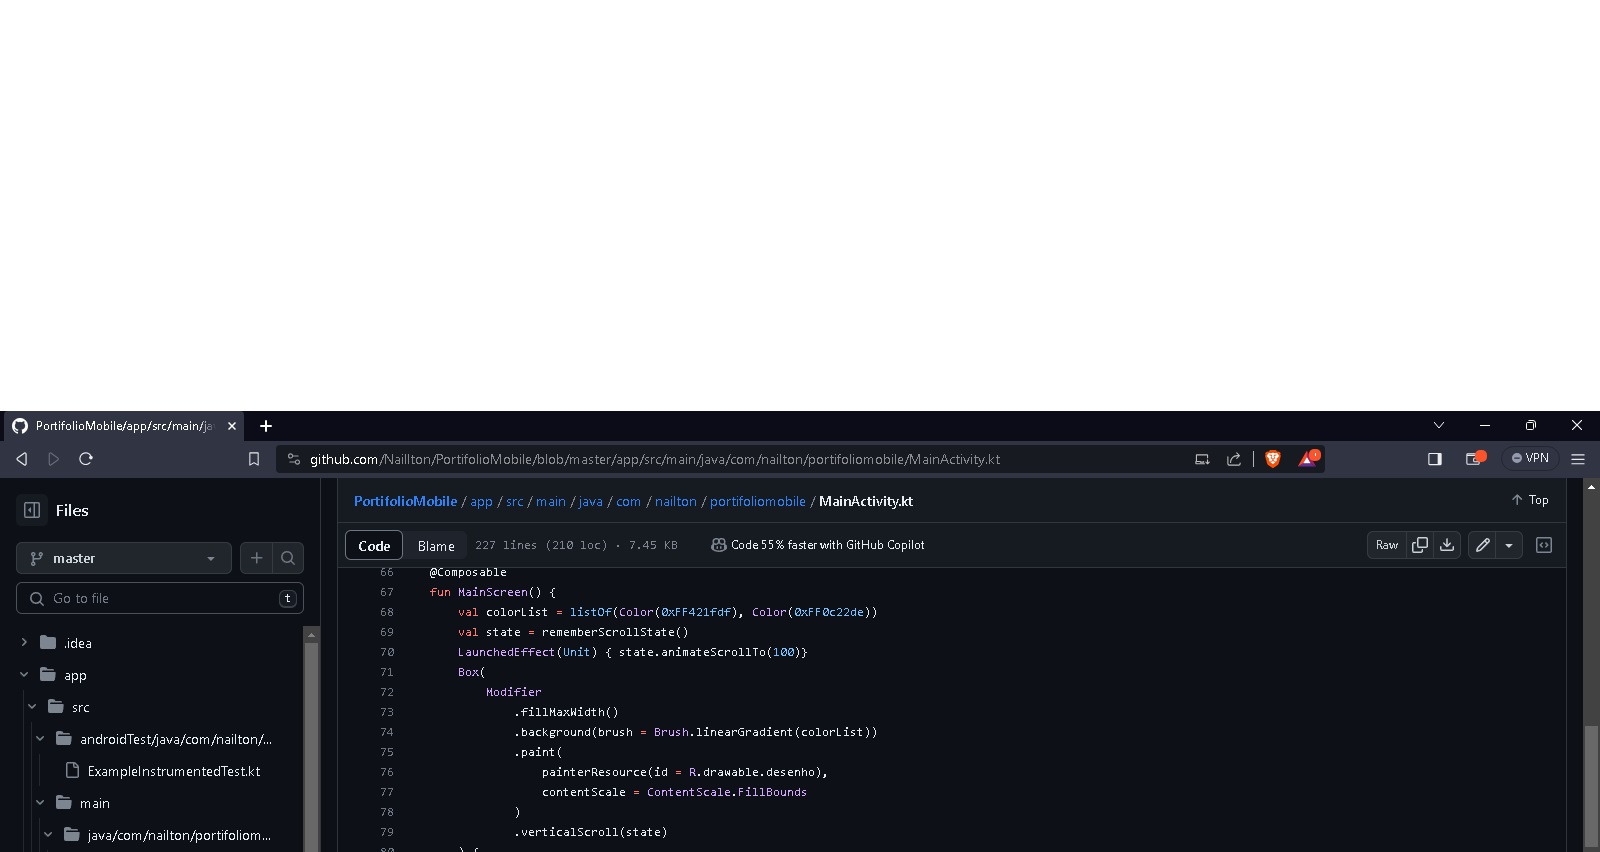 PortifolioMobile/app/src/main/ja
github.com/Naillton/PortifolioMobile/blob/master/app/src/main/java/com/nailton/portfoliomobile/MainActivity.kt
VPN
Files
PortifolioMobile / app / src / main / java / com / nailton / portfoliomobile / MainActivity.kt
Top
master
Code
Blame
227 lines (210 loc) · 7.45 KB
Code 55% faster with GitHub Copilot
Raw
Go to file
t
.idea
app
src
androidTest/java/com/nailton/...
ExampleInstrumentedTest.kt
main
java/com/nailton/portfoliom...
66 @Composable
67 fun MainScreen() {
68 val colorList = listOf(Color(0xFF421fdf), Color(0xFF0c22de))
69 val state = rememberScrollState()
70 LaunchedEffect(Unit) { state.animateScrollTo(100)}
71 Box(
72 Modifier
73 .fillMaxWidth()
74 .background(brush = Brush.linearGradient(colorList))
75 .paint(
76 painterResource(id = R.drawable.desenho),
77 contentScale = ContentScale.FillBounds
78 )
79 .verticalScroll(state)
80 ) {